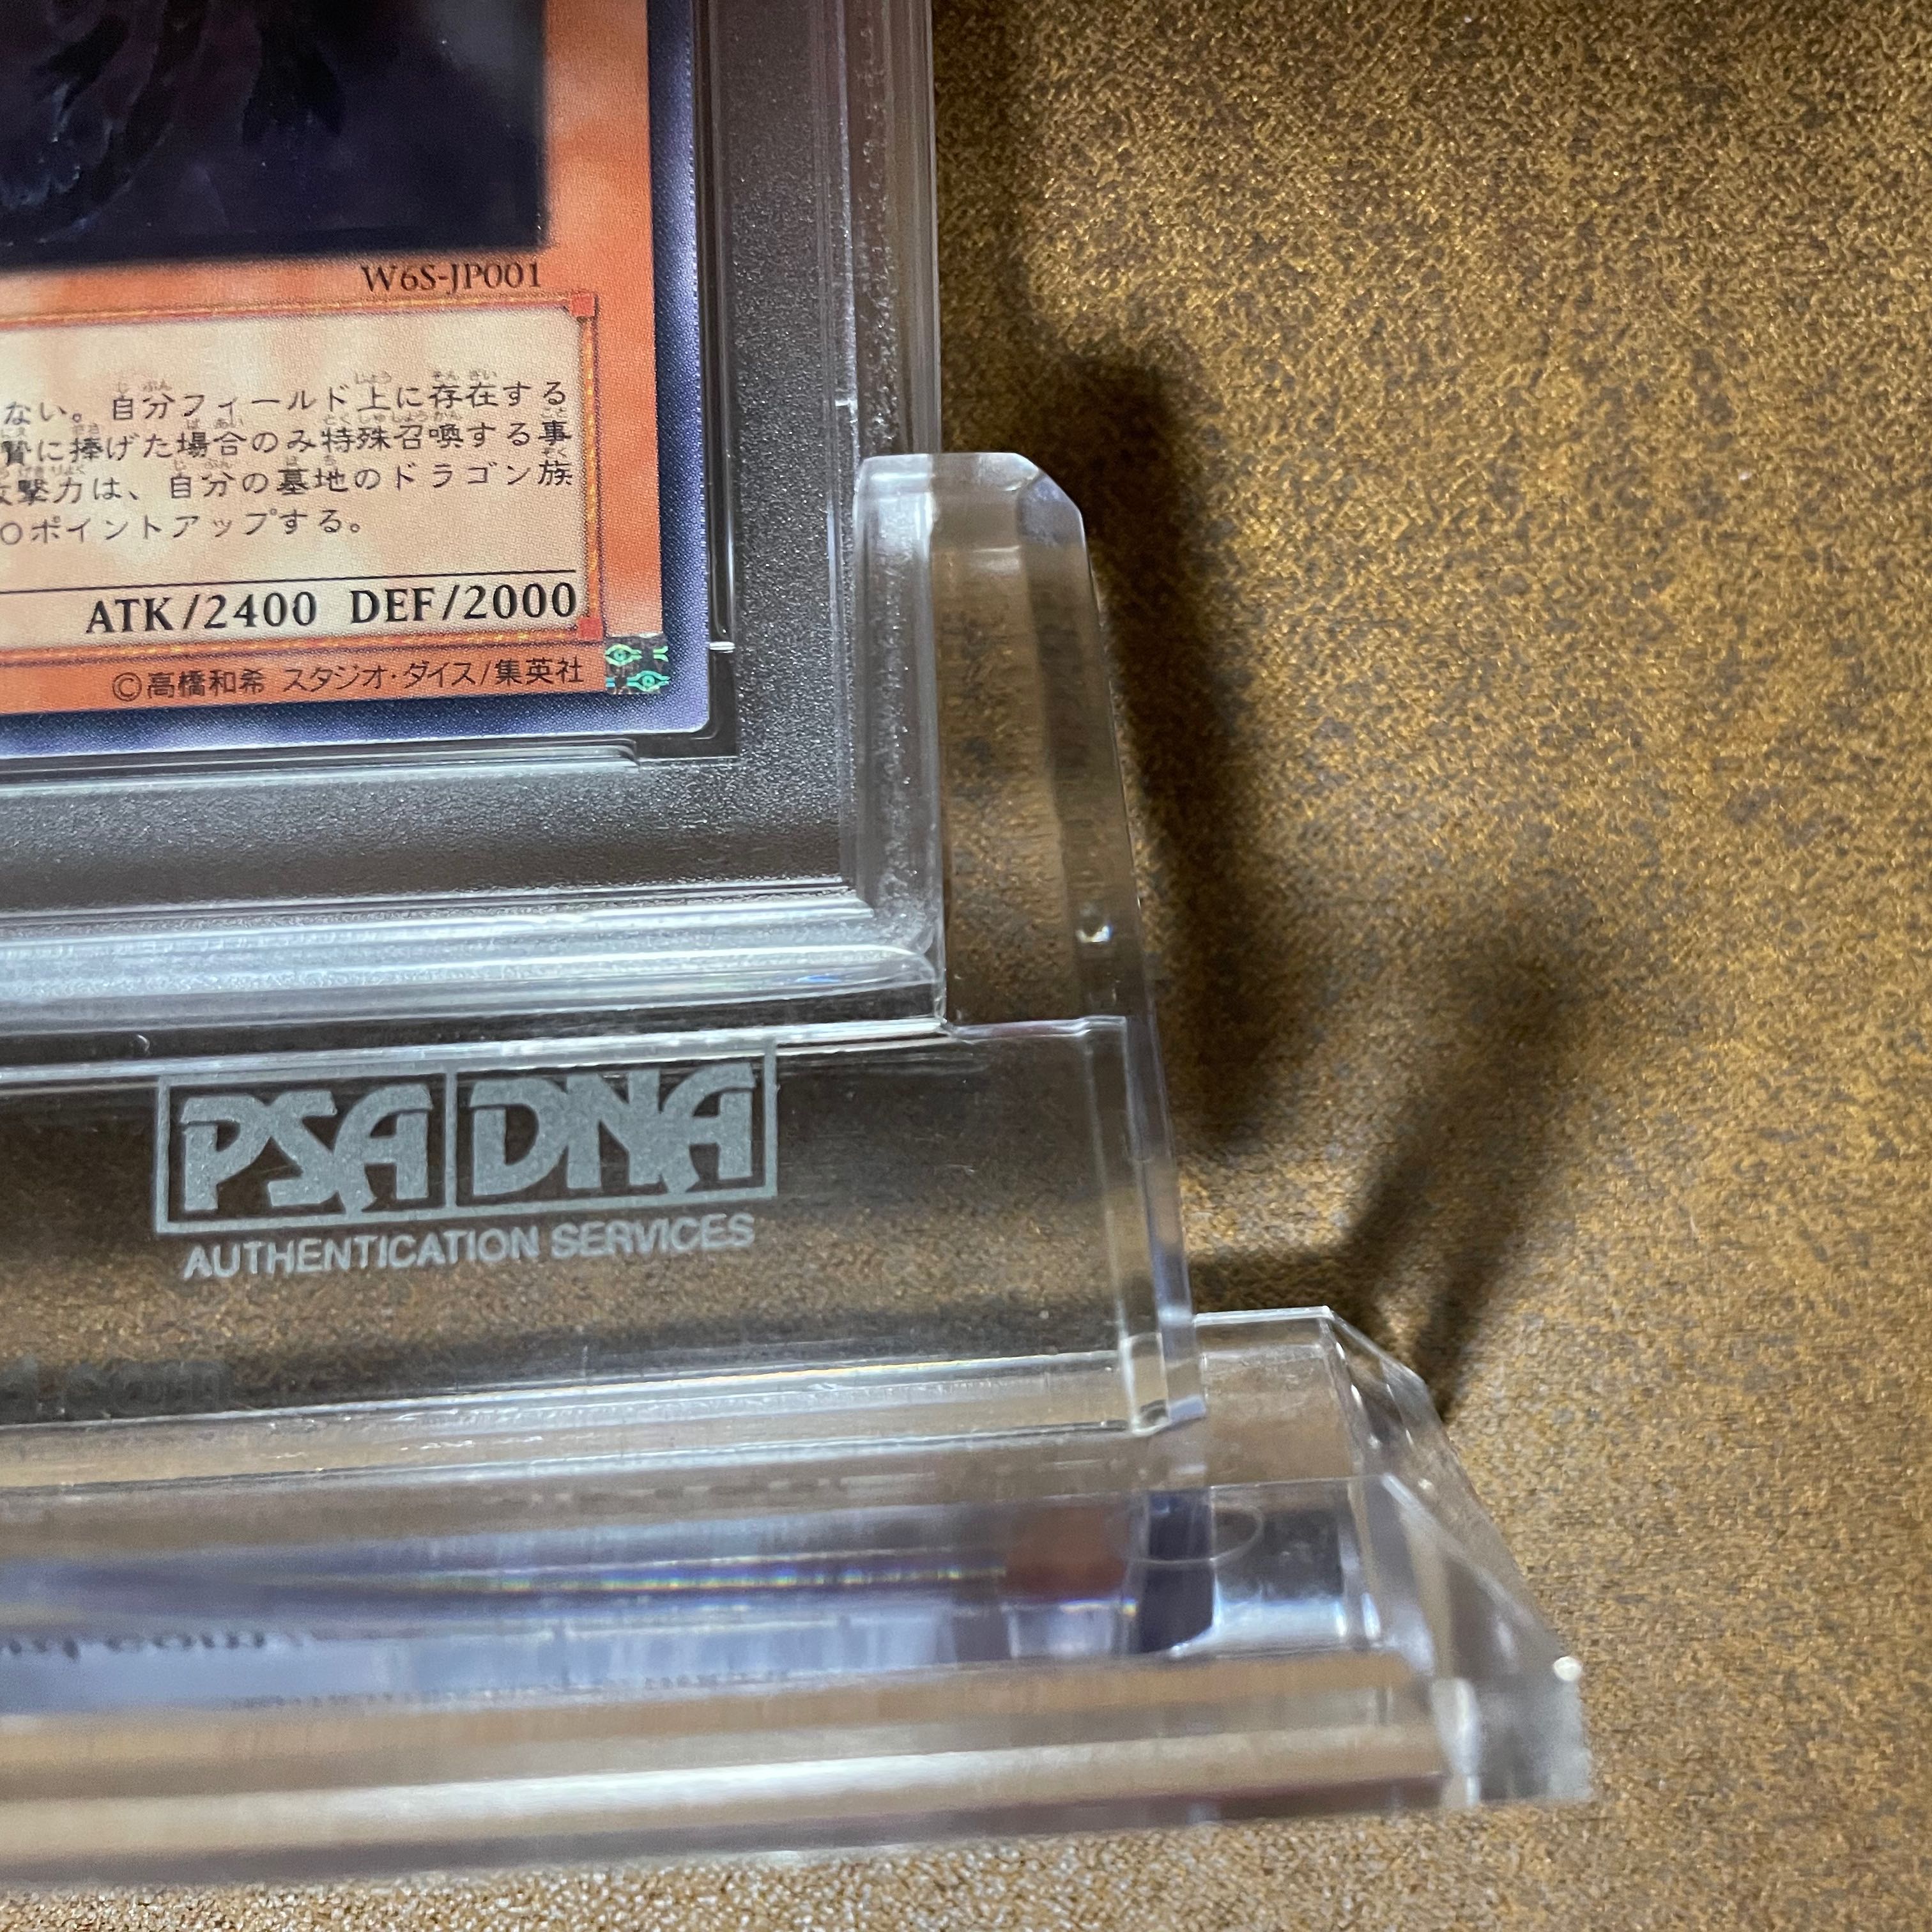 W6S-JP001
ない。自分フィールド上に存在する
贄に捧げた場合のみ特殊召喚する事
攻撃力は、自分の墓地のドラゴン族
0ポイントアップする。
ATK/2400 DEF/2000
©高橋和希 スタジオ・ダイス/集英社
PSA DNA
AUTHENTICATION SERVICES